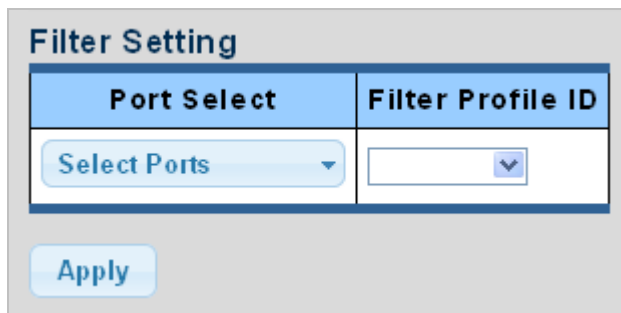 Filter Setting
Port Select Filter Profile ID
Select Ports
Apply